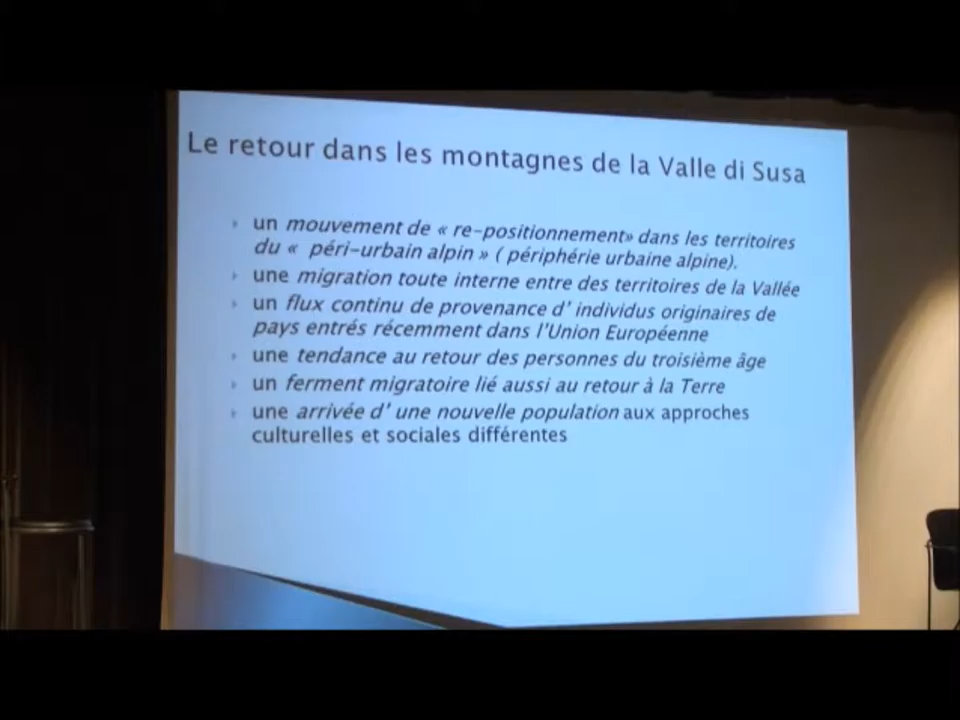 Le retour dans les montagnes de la Valle di Susa
un mouvement de « re-positionnement» dans les territoires
du « péri-urbain alpin » ( périphérie urbaine alpine).
une migration toute interne entre des territoires de la Vallée
un flux continu de provenance d’ individus originaires de
pays entrés récemment dans l’Union Européenne
une tendance au retour des personnes du troisième âge
un ferment migratoire lié aussi au retour à la Terre
une arrivée d’ une nouvelle population aux approches
culturelles et sociales différentes